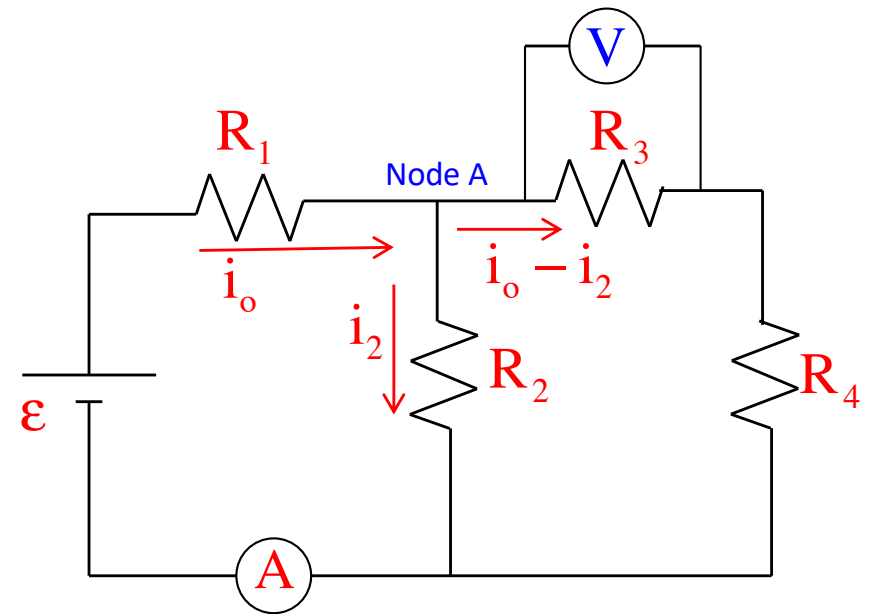 V
R₁
R₃
Node A
iₒ
iₒ − i₂
i₂
R₂
R₄
ε
A